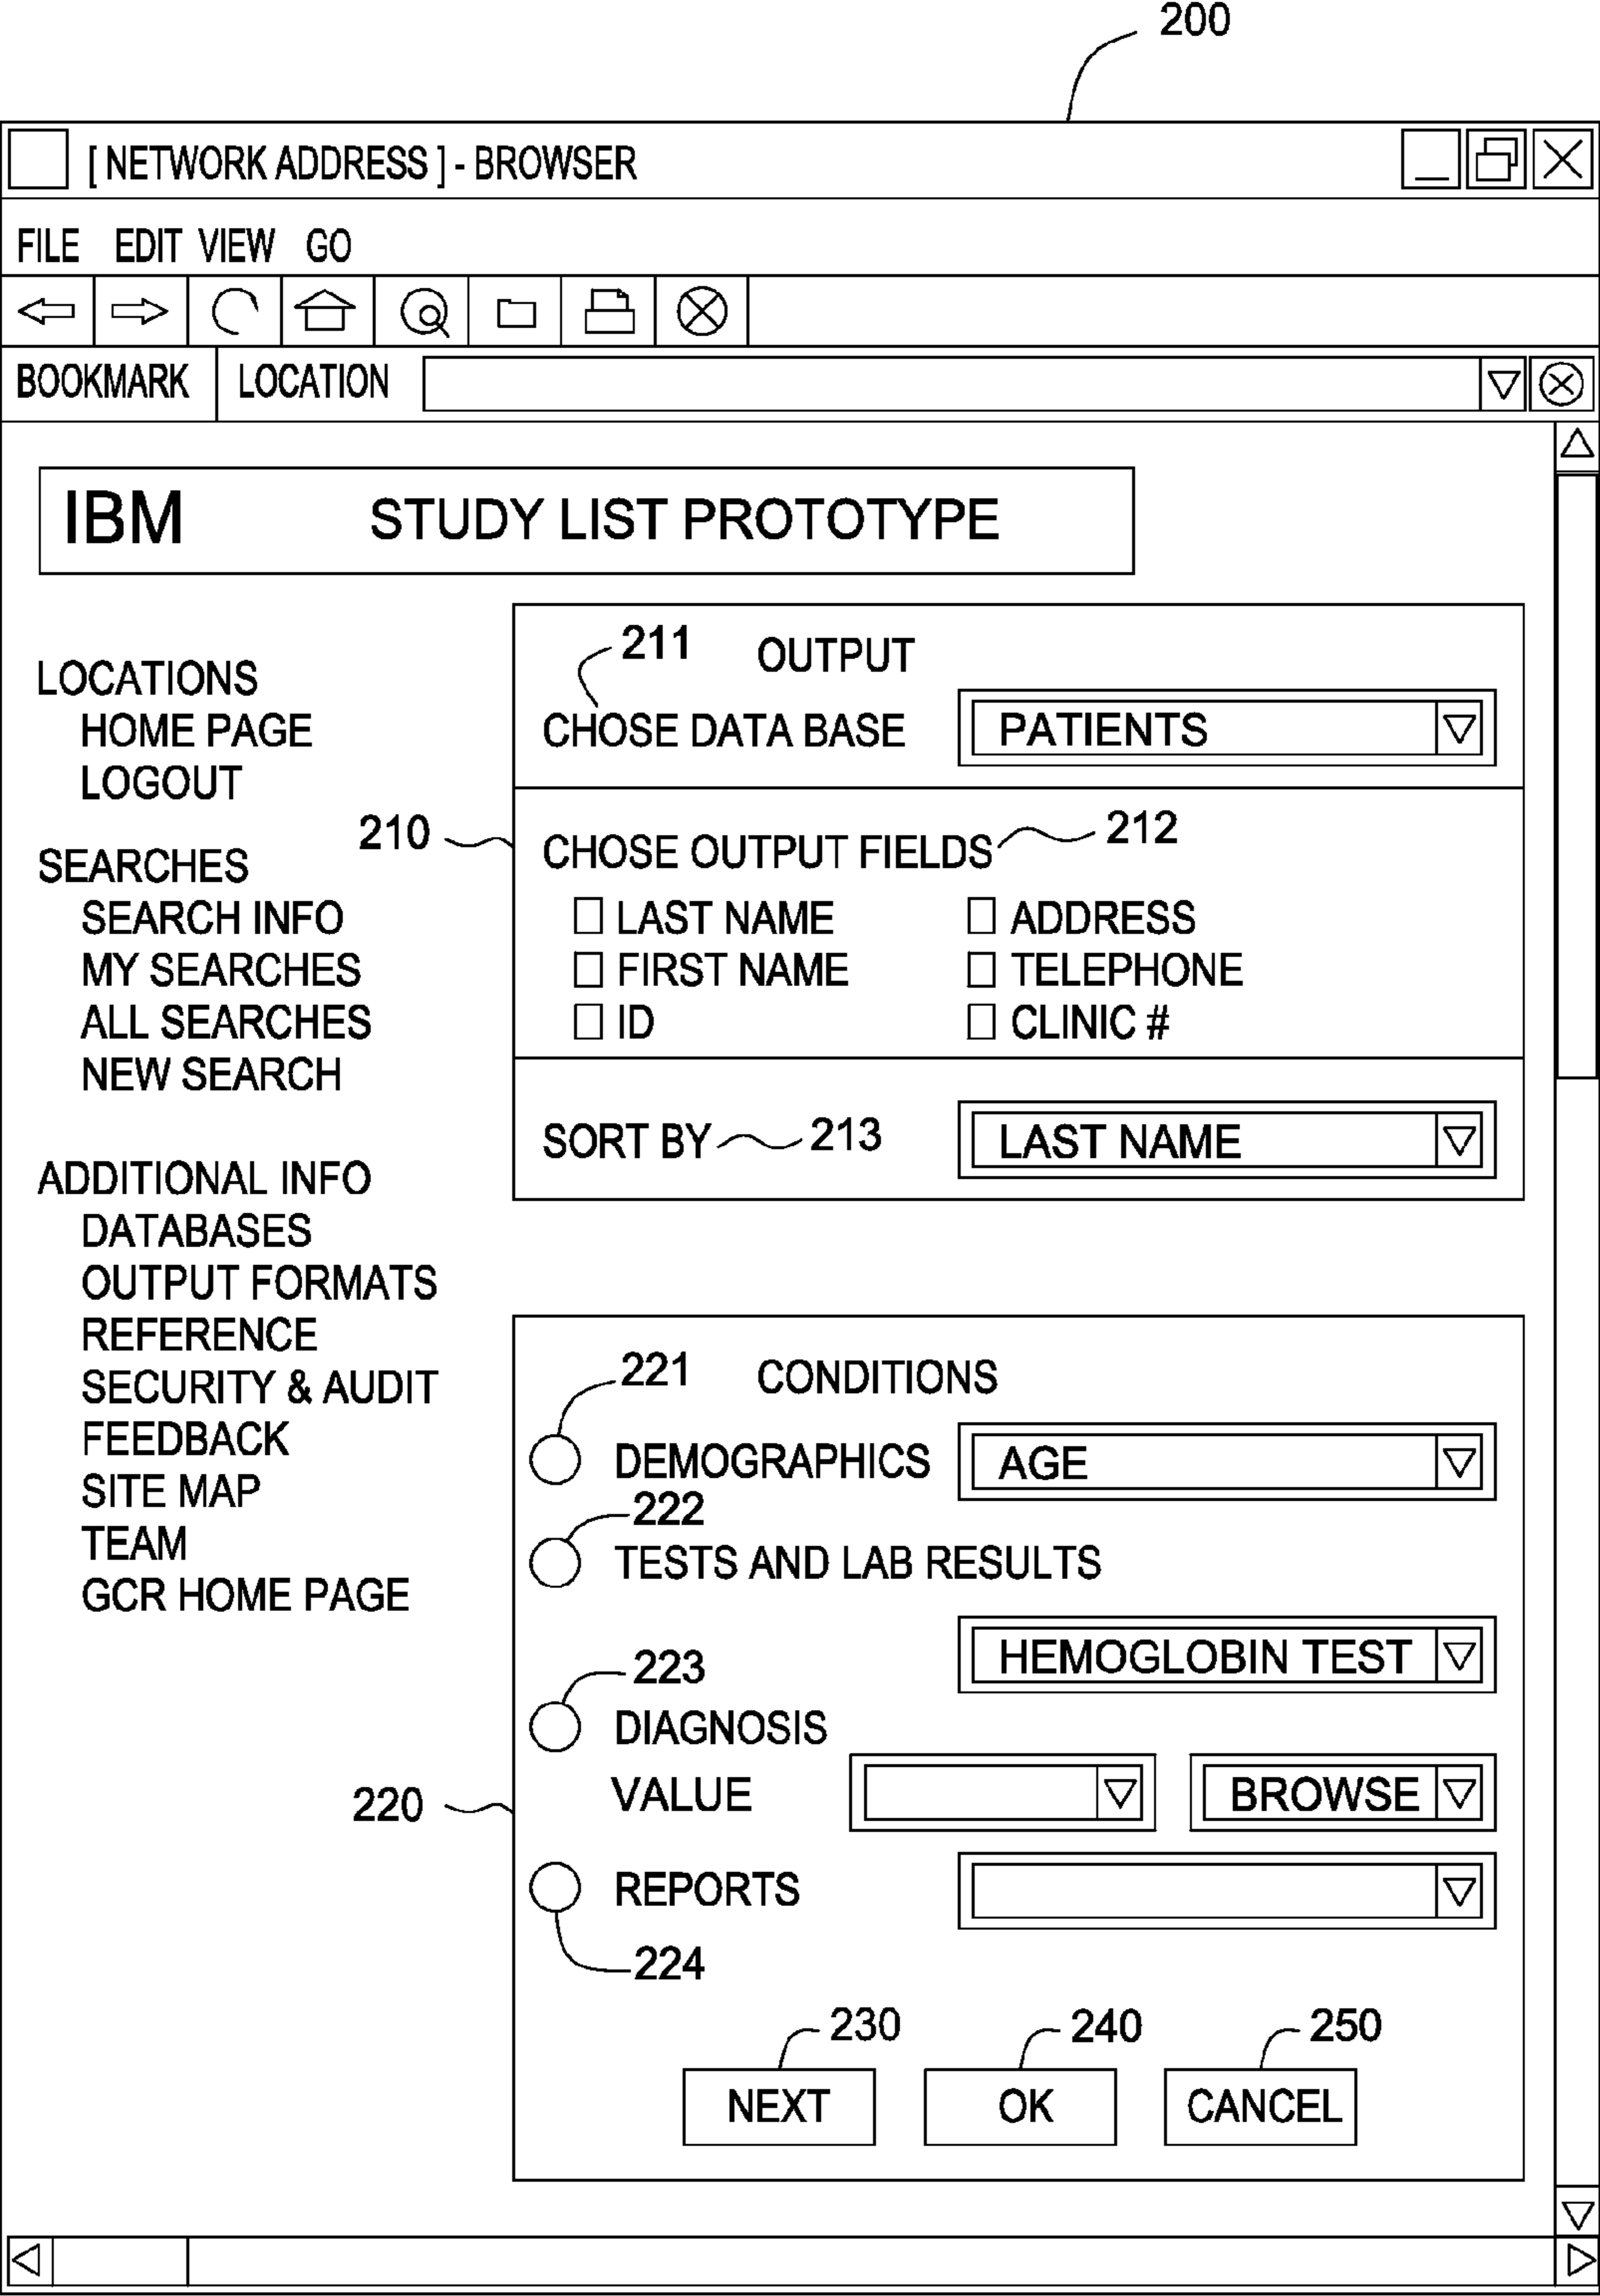 200
[ NETWORK ADDRESS ] - BROWSER
FILE EDIT VIEW GO
BOOKMARK LOCATION
IBM STUDY LIST PROTOTYPE
LOCATIONS
HOME PAGE
LOGOUT
SEARCHES
SEARCH INFO
MY SEARCHES
ALL SEARCHES
NEW SEARCH
ADDITIONAL INFO
DATABASES
OUTPUT FORMATS
REFERENCE
SECURITY & AUDIT
FEEDBACK
SITE MAP
TEAM
GCR HOME PAGE
211 OUTPUT
CHOSE DATA BASE PATIENTS
210
CHOSE OUTPUT FIELDS 212
LAST NAME ADDRESS
FIRST NAME TELEPHONE
ID CLINIC #
SORT BY 213 LAST NAME
221 CONDITIONS
DEMOGRAPHICS AGE
222
TESTS AND LAB RESULTS
HEMOGLOBIN TEST
223
DIAGNOSIS
220 VALUE BROWSE
REPORTS
224
230 240 250
NEXT OK CANCEL